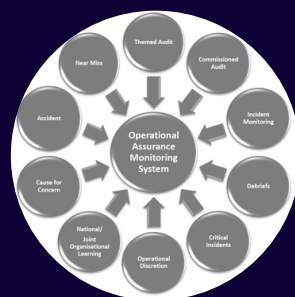 Themed Audit
Commissioned
Audit
Incident
Monitoring
Debriefs
Critical
Incidents
Operational
Discretion
National/
Joint
Organisational
Learning
Cause for
Concern
Accident
Near Miss
Operational
Assurance
Monitoring
System